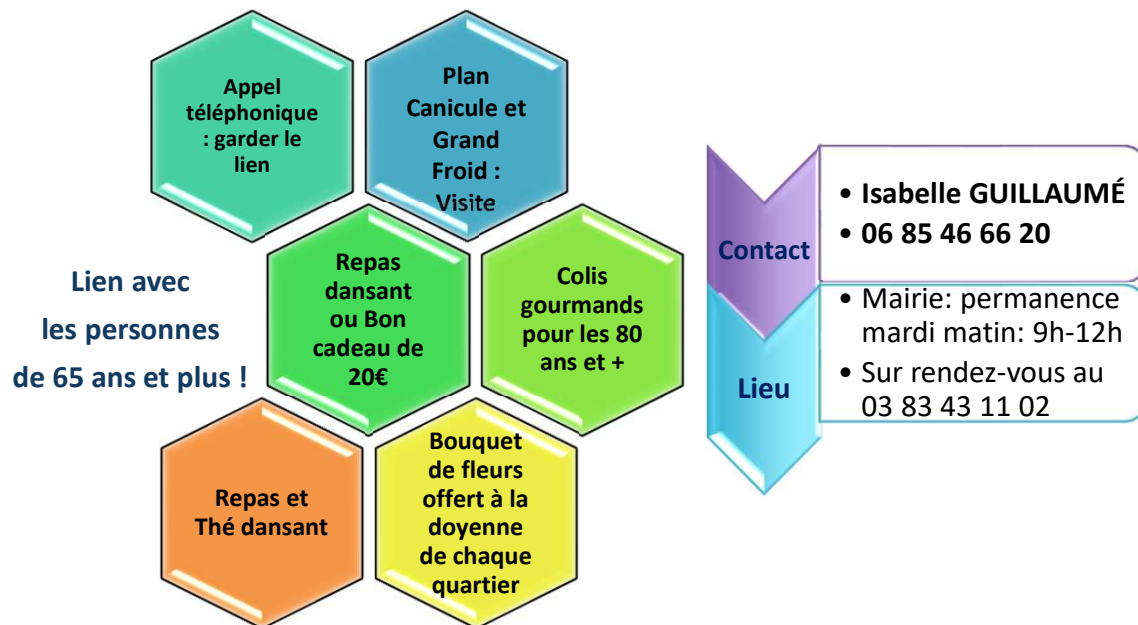 Appel
téléphonique
: garder le
lien
Plan
Canicule et
Grand
Froid :
Visite
Lien avec
les personnes
de 65 ans et plus !
Repas
dansant
ou Bon
cadeau de
20€
Colis
gourmands
pour les 80
ans et +
Repas et
Thé dansant
Bouquet
de fleurs
offert à la
doyenne
de chaque
quartier
Contact
• Isabelle GUILLAUMÉ
• 06 85 46 66 20
Lieu
• Mairie: permanence
mardi matin: 9h-12h
• Sur rendez-vous au
03 83 43 11 02